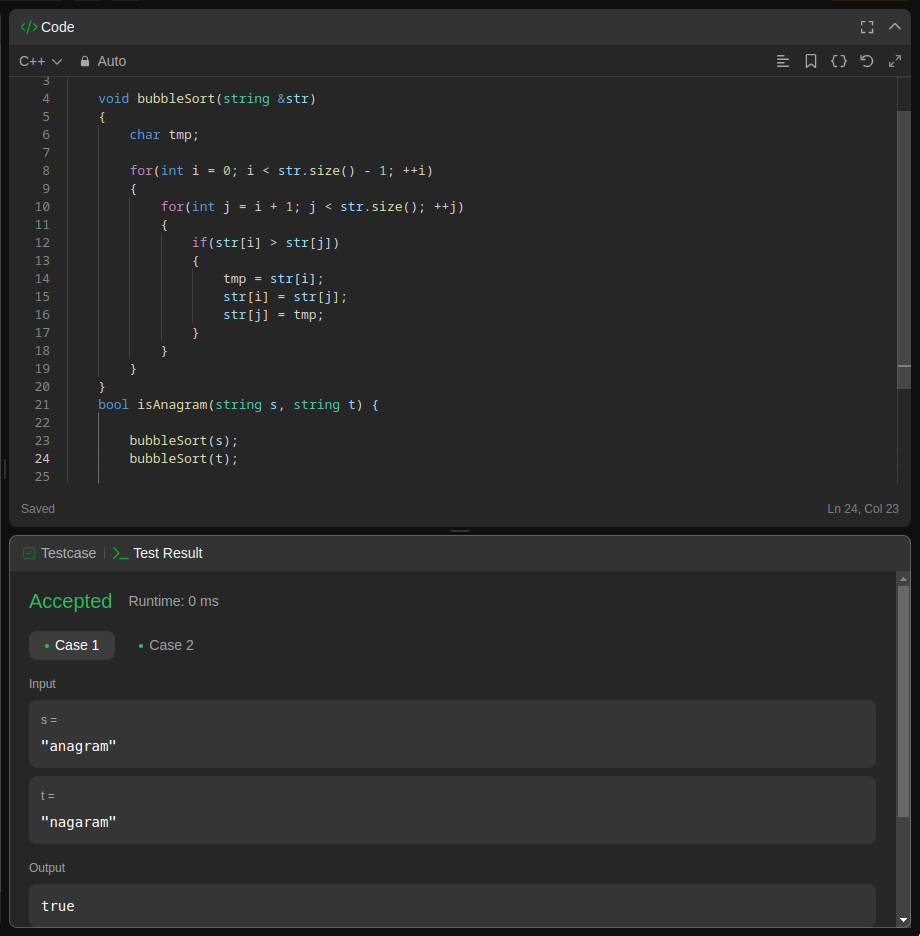 </> Code
C++ Auto
3
4 void bubbleSort(string &str)
5 {
6 char tmp;
7
8 for(int i = 0; i < str.size() - 1; ++i)
9 {
10 for(int j = i + 1; j < str.size(); ++j)
11 {
12 if(str[i] > str[j])
13 {
14 tmp = str[i];
15 str[i] = str[j];
16 str[j] = tmp;
17 }
18 }
19 }
20 }
21 bool isAnagram(string s, string t) {
22
23 bubbleSort(s);
24 bubbleSort(t);
25
Saved Ln 24, Col 23
Testcase Test Result
Accepted Runtime: 0 ms
Case 1 Case 2
Input
s =
"anagram"
t =
"nagaram"
Output
true